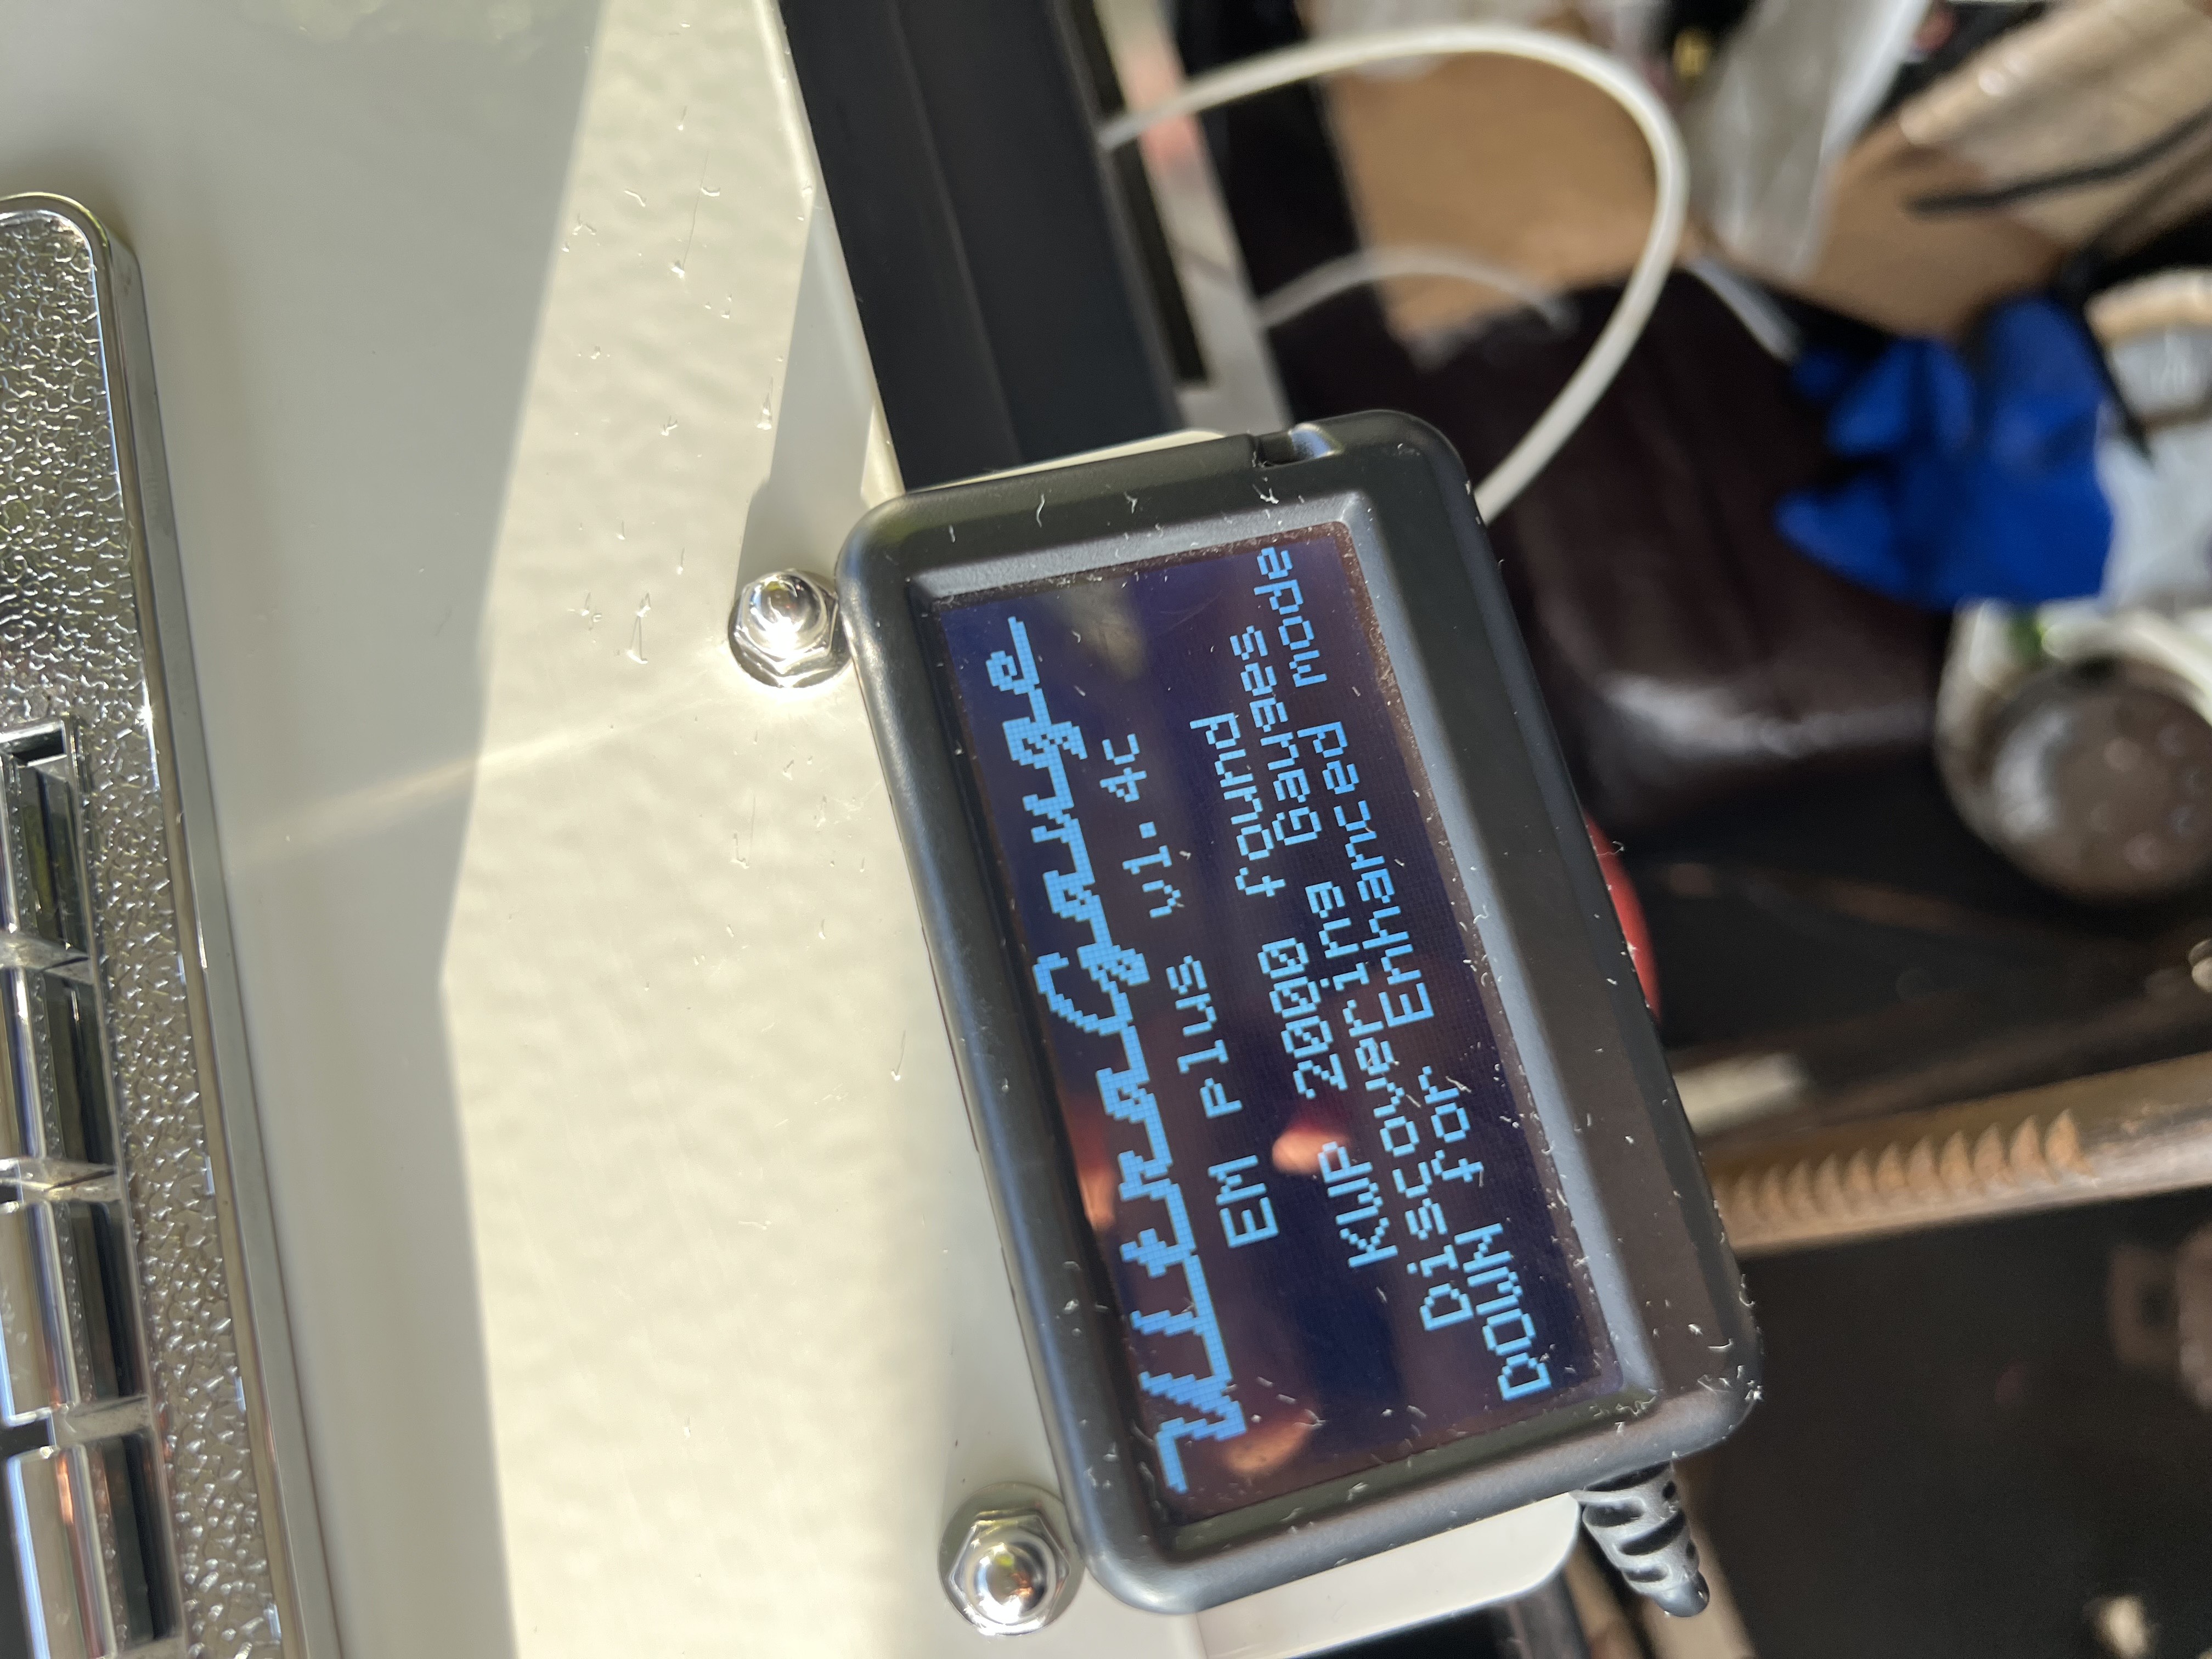 UltraGauge
EM plus v1.4c
KWP 2000 found
Discovering Gauges
DOWN for Enhanced mode